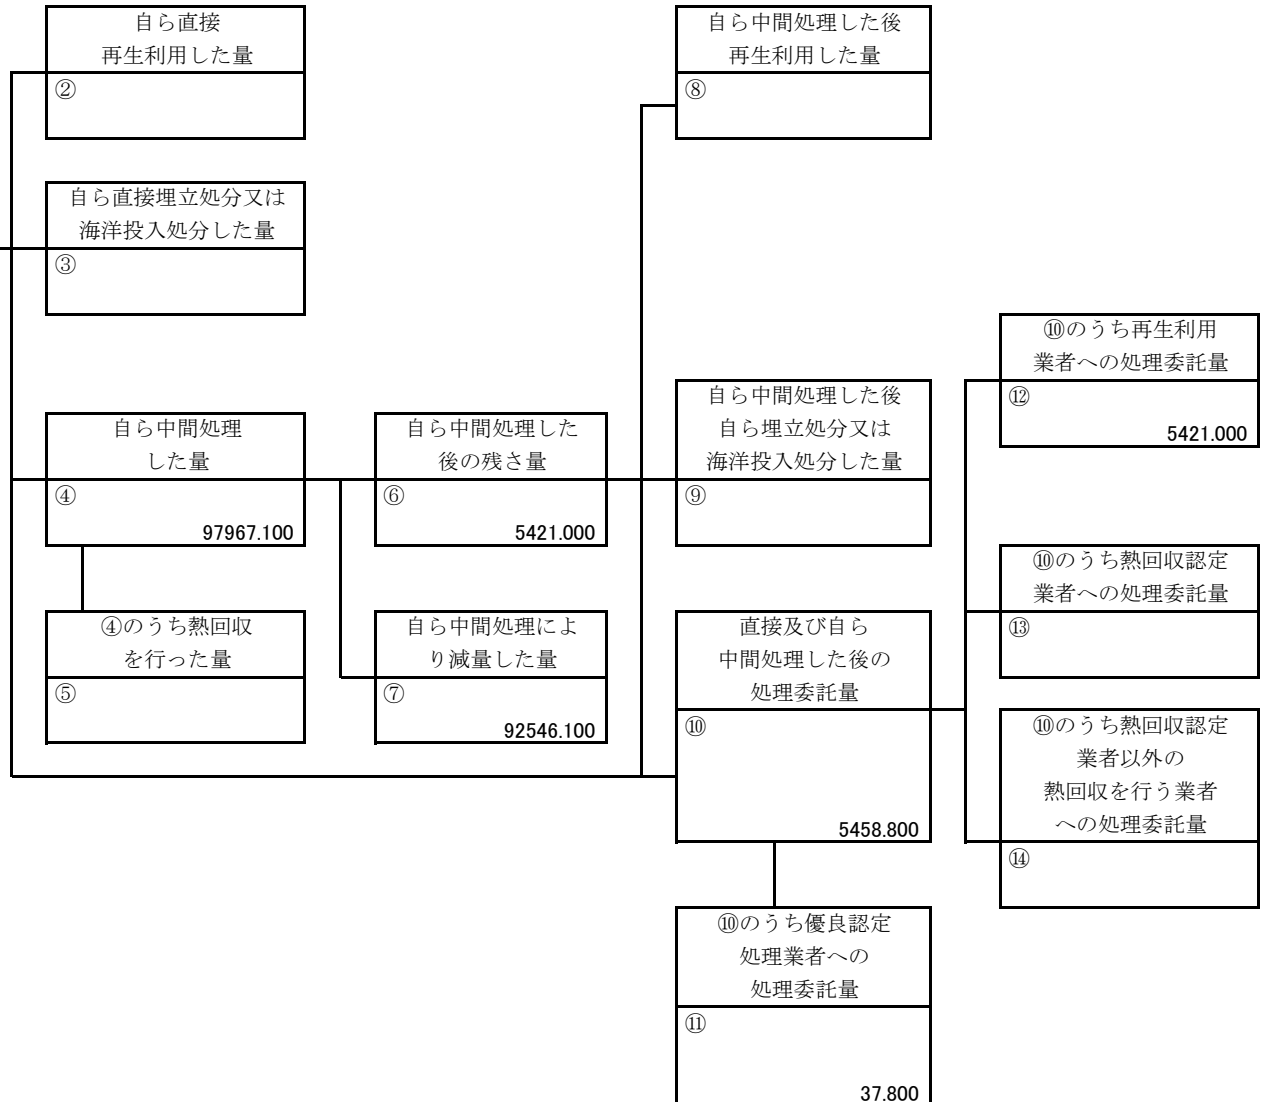 自ら直接
再生利用した量
②
自ら中間処理した後
再生利用した量
⑧
自ら直接埋立処分又は
海洋投入処分した量
③
⑩のうち再生利用
業者への処理委託量
⑫
5421.000
自ら中間処理
した量
④
97967.100
自ら中間処理した
後の残さ量
⑥
5421.000
自ら中間処理した後
自ら埋立処分又は
海洋投入処分した量
⑨
⑩のうち熱回収認定
業者への処理委託量
⑬
④のうち熱回収
を行った量
⑤
自ら中間処理によ
り減量した量
⑦
92546.100
直接及び自ら
中間処理した後の
処理委託量
⑩
5458.800
⑩のうち熱回収認定
業者以外の
熱回収を行う業者
への処理委託量
⑭
⑩のうち優良認定
処理業者への
処理委託量
⑪
37.800